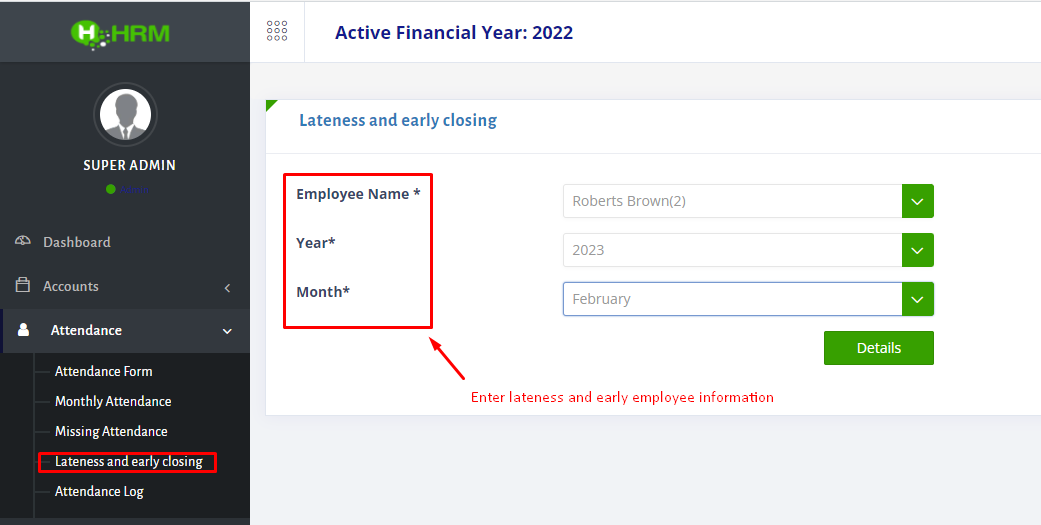 HRM
Active Financial Year: 2022
SUPER ADMIN
Dashboard
Accounts
Attendance
Attendance Form
Monthly Attendance
Missing Attendance
Lateness and early closing
Attendance Log
Lateness and early closing
Employee Name * Roberts Brown(2)
Year* 2023
Month* February
Details
Enter lateness and early employee information